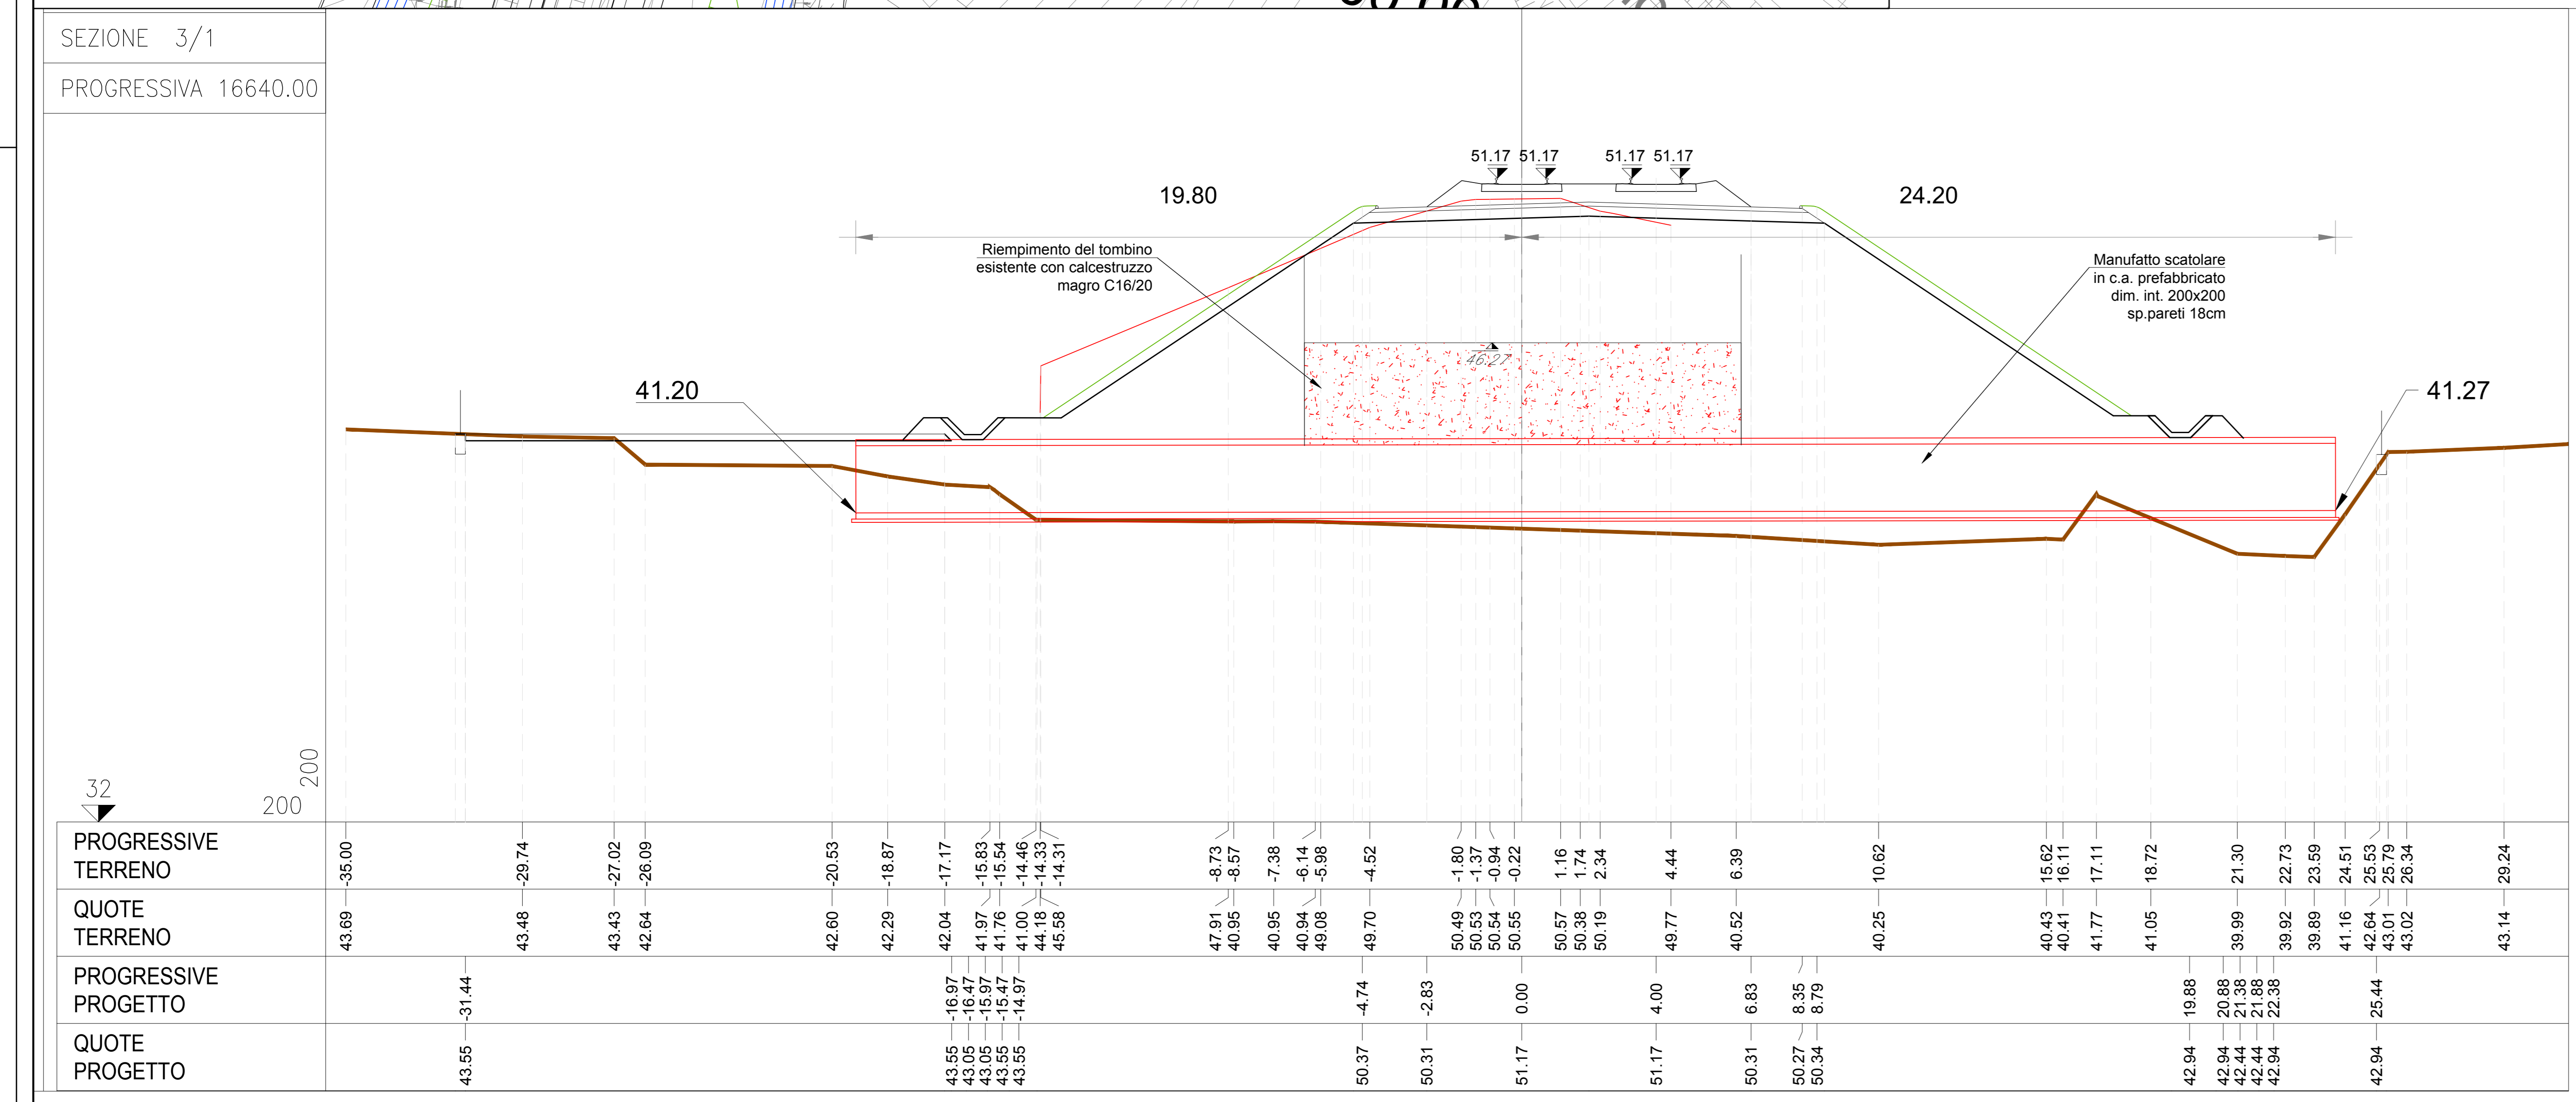 SEZIONE 3/1
PROGRESSIVA 16640.00
51.17 51.17 51.17 51.17
19.80
24.20
Riempimento del tombino
esistente con calcestruzzo
magro C16/20
Manufatto scatolare
in c.a. prefabbricato
dim. int. 200x200
sp.pareti 18cm
46.27
41.20
41.27
200
32
200
PROGRESSIVE
TERRENO
-35.00 -29.74 -27.02 -26.09 -20.53 -18.87 -17.17 -15.83 -15.54 -14.46 -14.33 -14.31 -8.73 -8.57 -7.38 -6.14 -5.98 -4.52 -1.80 -1.37 -0.94 -0.22 1.16 1.74 2.34 4.44 6.39 10.62 15.62 16.11 17.11 18.72 21.30 22.73 23.59 24.51 25.53 25.79 26.34 29.24
QUOTE
TERRENO
43.69 43.48 43.43 42.64 42.60 42.29 42.04 41.97 41.76 41.00 44.18 45.58 47.91 40.95 40.95 40.94 49.08 49.70 50.49 50.53 50.54 50.55 50.57 50.38 50.19 49.77 40.52 40.25 40.43 40.41 41.77 41.05 39.99 39.92 39.89 41.16 42.64 43.01 43.02 43.14
PROGRESSIVE
PROGETTO
-31.44 -16.97 -16.47 -15.97 -15.47 -14.97 -4.74 -2.83 0.00 4.00 6.83 8.35 8.79 19.88 20.88 21.38 21.88 22.38 25.44
QUOTE
PROGETTO
43.55 43.55 43.05 43.05 43.55 43.55 50.37 50.31 51.17 51.17 50.31 50.27 50.34 42.94 42.94 42.44 42.44 42.94 42.94